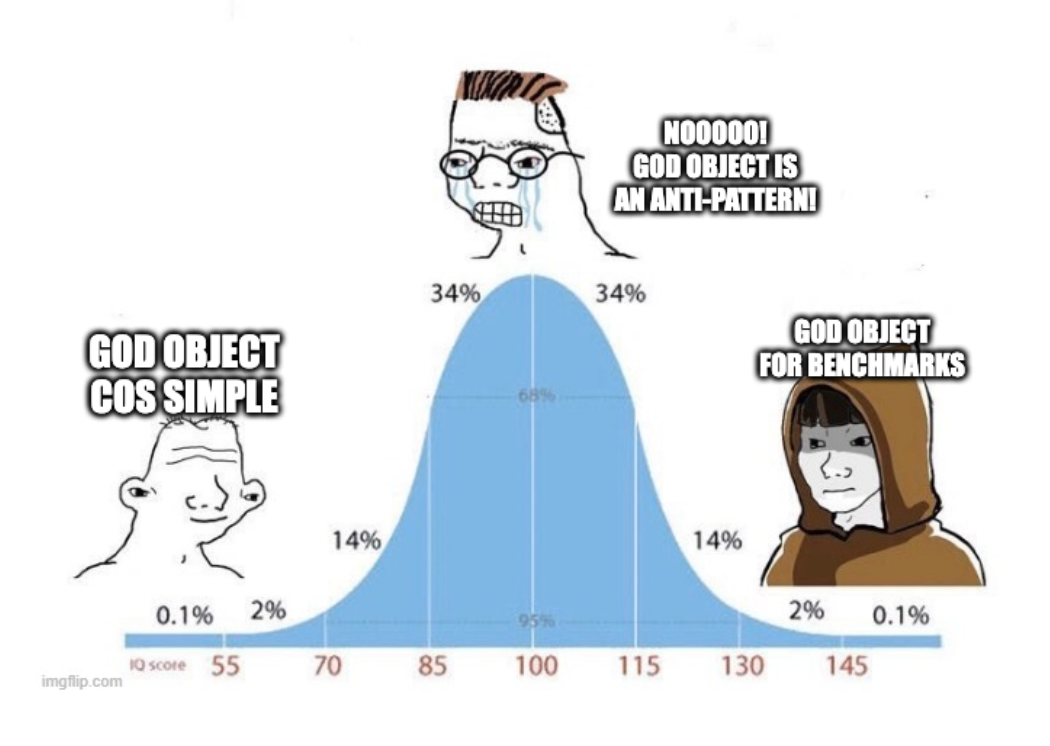 NOOOOO!
GOD OBJECT IS
AN ANTI-PATTERN!
34% 34%
GOD OBJECT
COS SIMPLE
GOD OBJECT
FOR BENCHMARKS
68%
14% 14%
0.1% 2% 95% 2% 0.1%
IQ score 55 70 85 100 115 130 145
imgflip.com